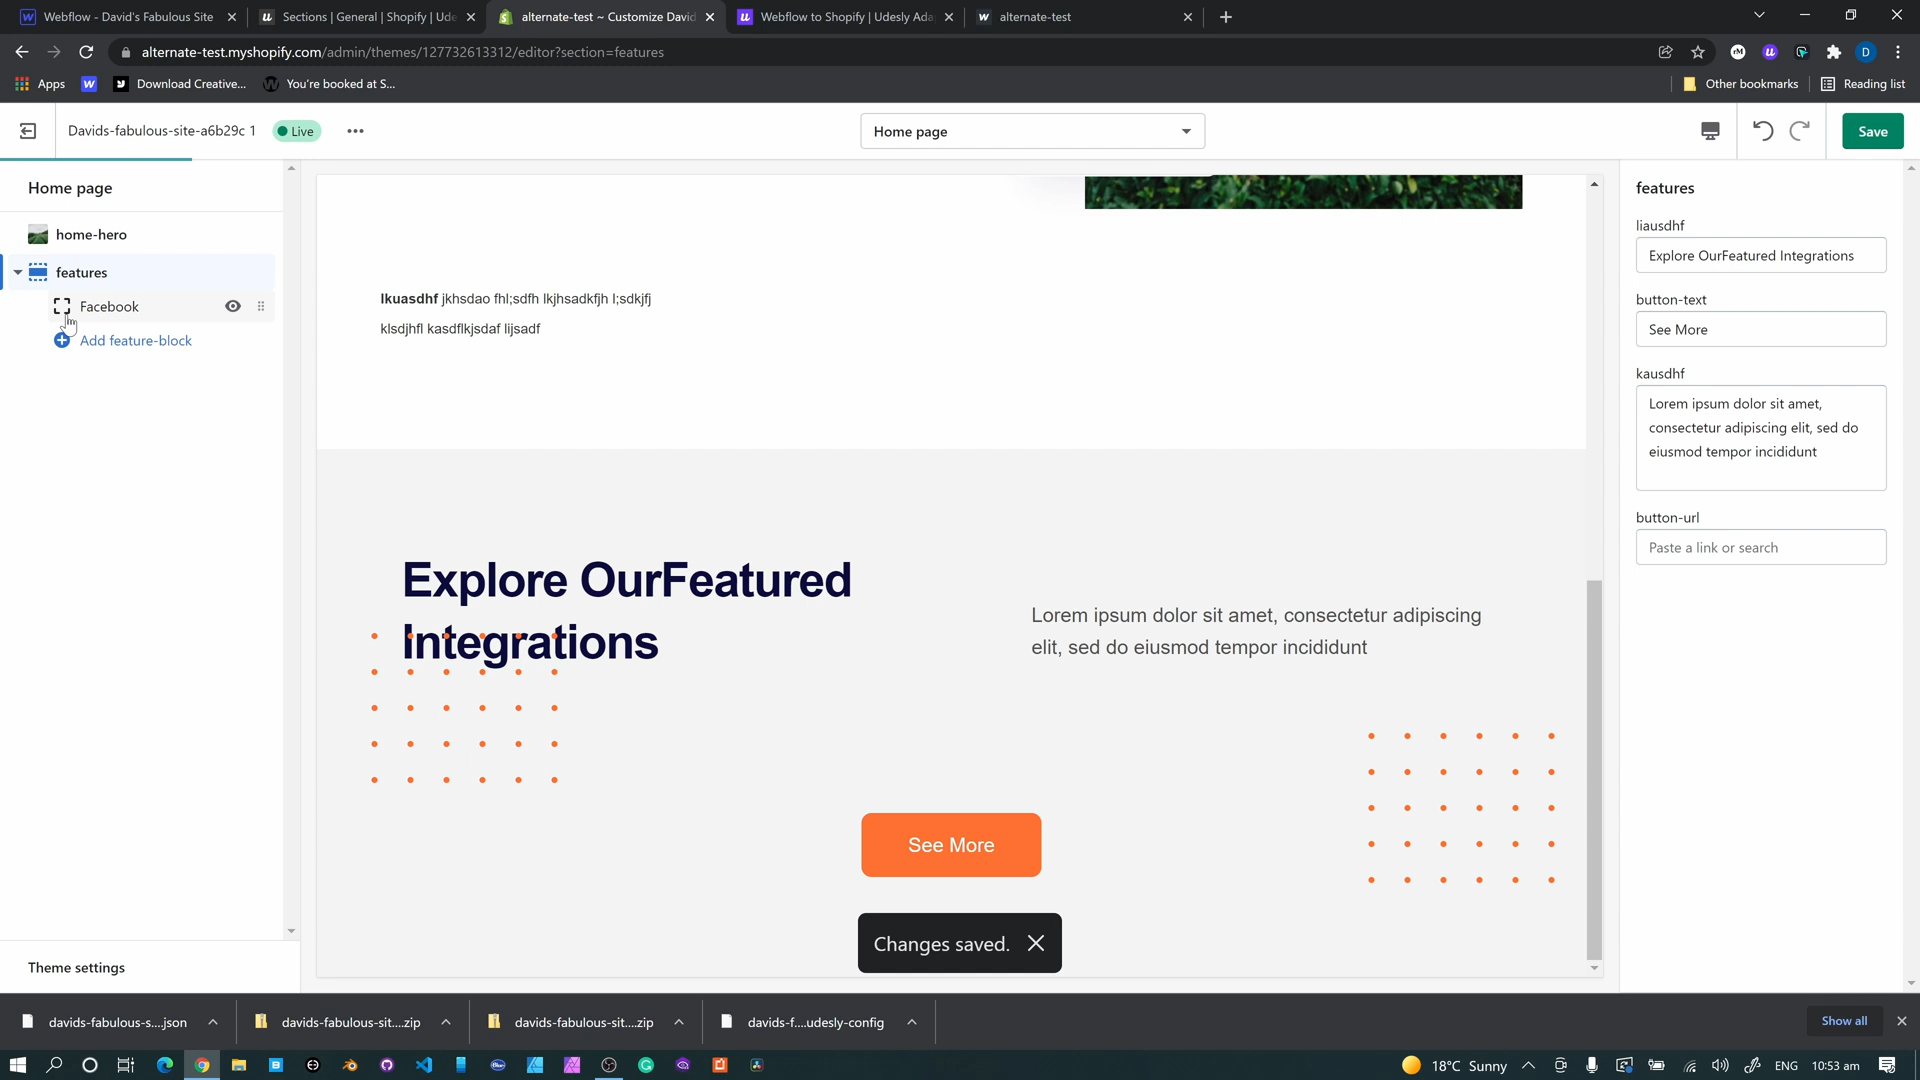 Webflow - David's Fabulous Site
Sections | General | Shopify | Ude
alternate-test ~ Customize David
Webflow to Shopify | Udesly Ada
alternate-test
alternate-test.myshopify.com/admin/themes/127732613312/editor?section=features
Apps
Download Creative...
You're booked at S...
Other bookmarks
Reading list
Davids-fabulous-site-a6b29c 1
Live
Home page
Save
Home page
home-hero
features
Facebook
Add feature-block
Theme settings
lkuasdhf jkhsdao fhl;sdfh lkjhsadkfjh l;sdkjfj
klsdjhfl kasdflkjsdaf lijsadf
Explore OurFeatured
Integrations
Lorem ipsum dolor sit amet, consectetur adipiscing
elit, sed do eiusmod tempor incididunt
See More
Changes saved.
features
liausdhf
Explore OurFeatured Integrations
button-text
See More
kausdhf
Lorem ipsum dolor sit amet,
consectetur adipiscing elit, sed do
eiusmod tempor incididunt
button-url
Paste a link or search
davids-fabulous-s....json
davids-fabulous-sit....zip
davids-fabulous-sit....zip
davids-f....udesly-config
Show all
18°C Sunny
ENG
10:53 am